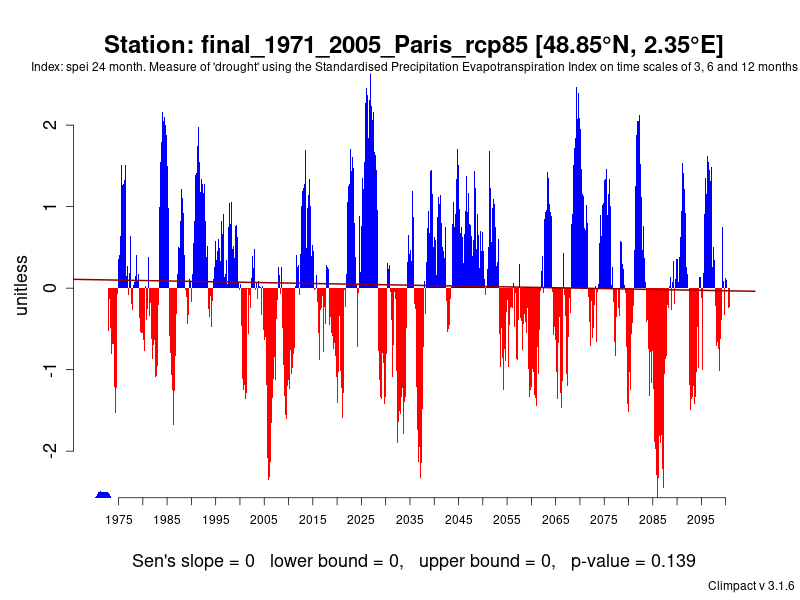 Station: final_1971_2005_Paris_rcp85 [48.85°N, 2.35°E]
Index: spei 24 month. Measure of 'drought' using the Standardised Precipitation Evapotranspiration Index on time scales of 3, 6 and 12 months
unitless
2
1
0
-1
-2
1975 1985 1995 2005 2015 2025 2035 2045 2055 2065 2075 2085 2095
Sen's slope = 0 lower bound = 0, upper bound = 0, p-value = 0.139
Climpact v 3.1.6